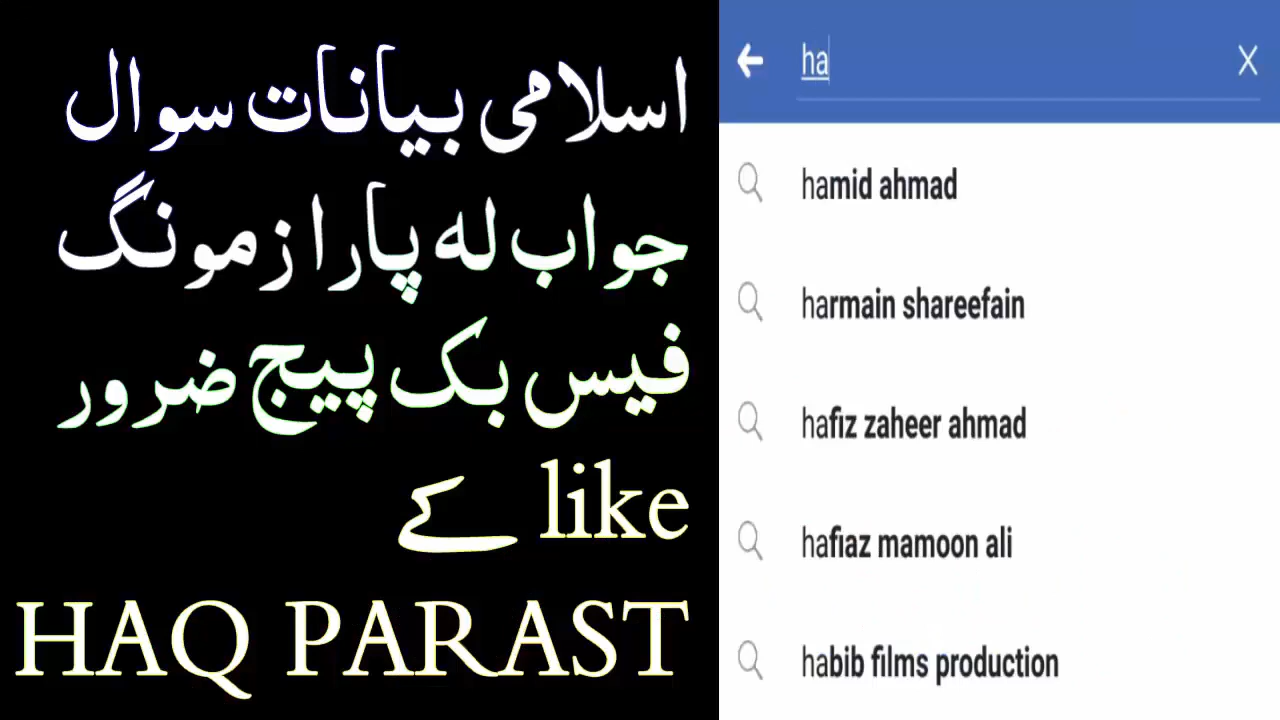 اسلامی بیانات سوال
جواب له پارا زمونگ
فیس بک پیج ضرور
like کے
HAQ PARAST
ha
X
hamid ahmad
harmain shareefain
hafiz zaheer ahmad
hafiaz mamoon ali
habib films production